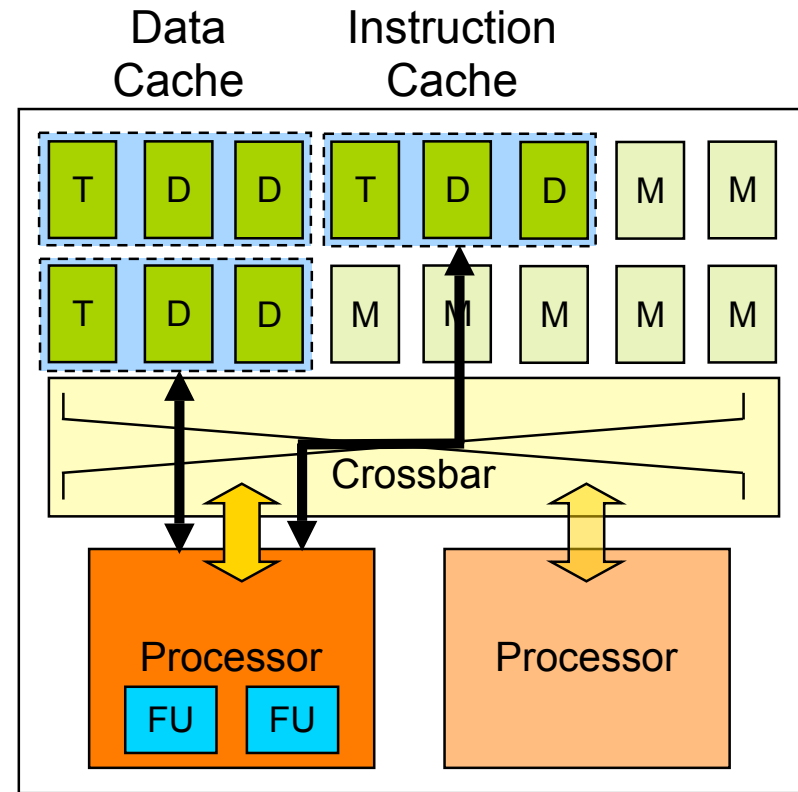 Data
Cache
Instruction
Cache
T D D T D D M M
T D D M M M M M
Crossbar
Processor Processor
FU FU